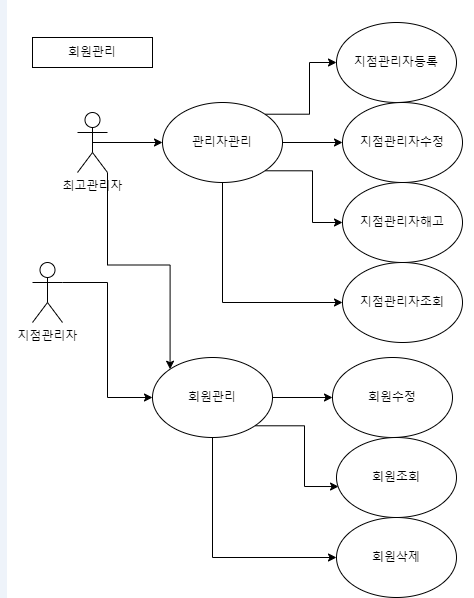 회원관리
지점관리자등록
관리자관리
지점관리자수정
최고관리자
지점관리자해고
지점관리자조회
지점관리자
회원관리
회원수정
회원조회
회원삭제